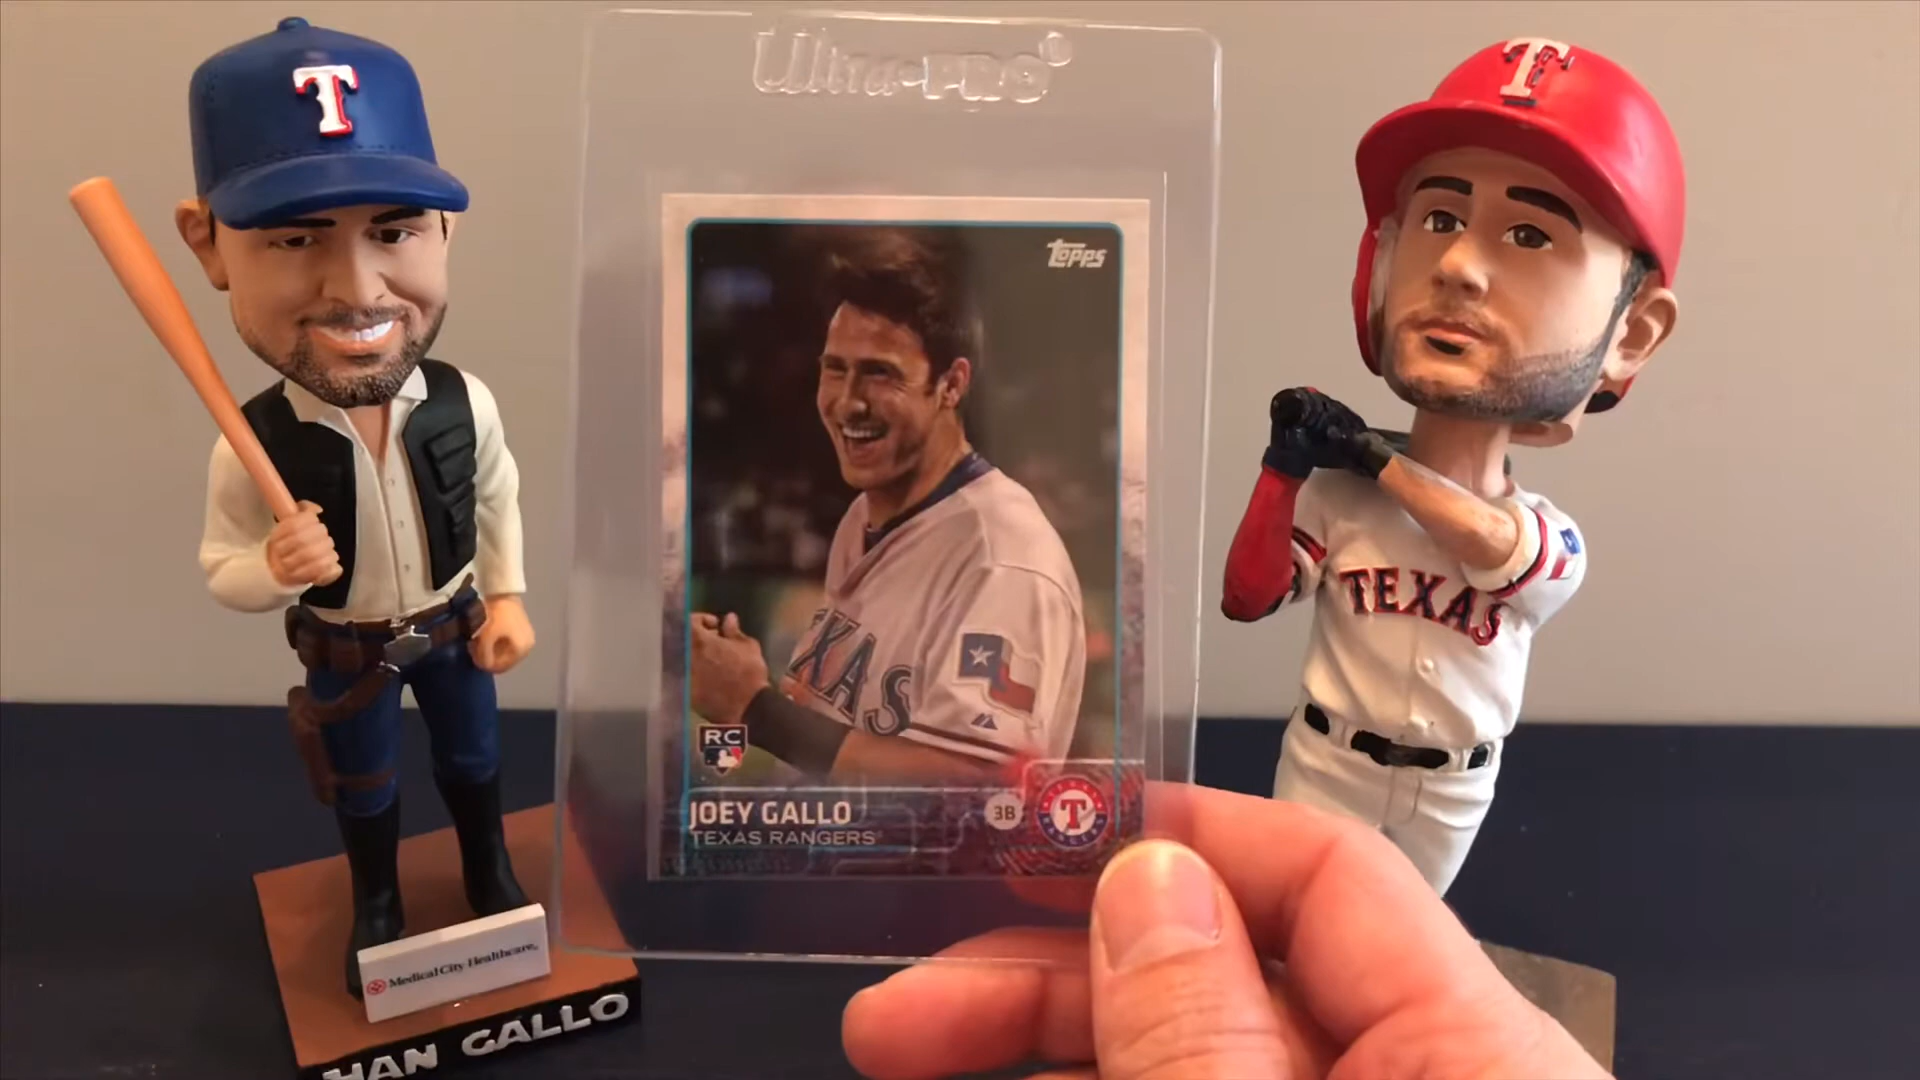 Ultra•PRO®
T
T
topps
TEXAS
TEXAS
RC
JOEY GALLO
3B
T
TEXAS RANGERS
Medical City Healthcare
HAN GALLO